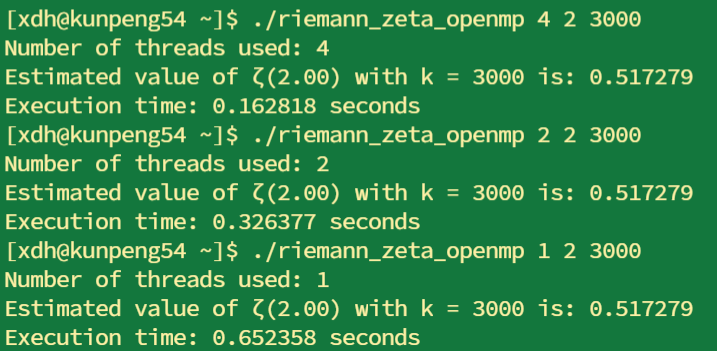 [xdh@kunpeng54 ~]$ ./riemann_zeta_openmp 4 2 3000
Number of threads used: 4
Estimated value of ζ(2.00) with k = 3000 is: 0.517279
Execution time: 0.162818 seconds
[xdh@kunpeng54 ~]$ ./riemann_zeta_openmp 2 2 3000
Number of threads used: 2
Estimated value of ζ(2.00) with k = 3000 is: 0.517279
Execution time: 0.326377 seconds
[xdh@kunpeng54 ~]$ ./riemann_zeta_openmp 1 2 3000
Number of threads used: 1
Estimated value of ζ(2.00) with k = 3000 is: 0.517279
Execution time: 0.652358 seconds